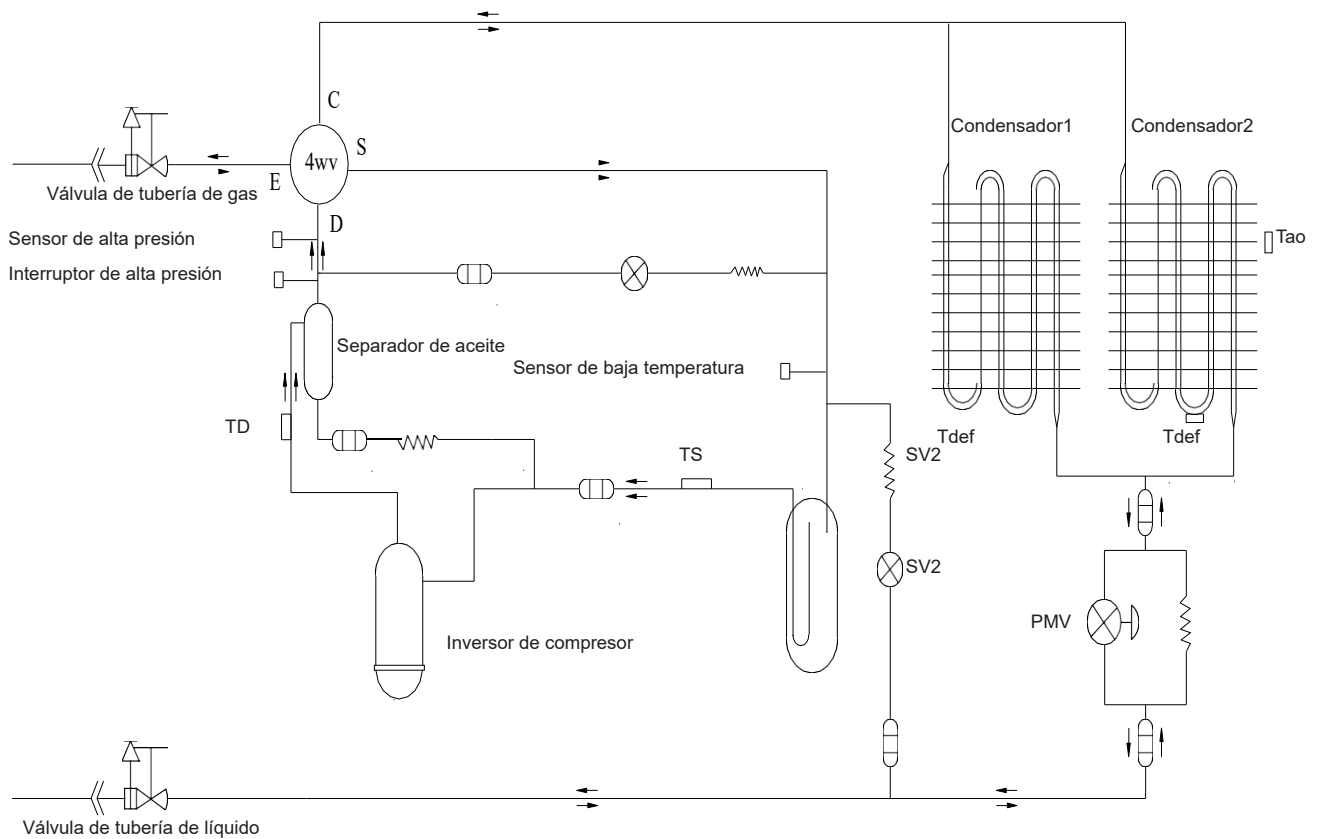 C
Condensador1
Condensador2
S
4wv
E
Válvula de tubería de gas
D
Sensor de alta presión
Tao
Interruptor de alta presión
Separador de aceite
Sensor de baja temperatura
TD
Tdef
Tdef
TS
SV2
SV2
PMV
Inversor de compresor
Válvula de tubería de líquido